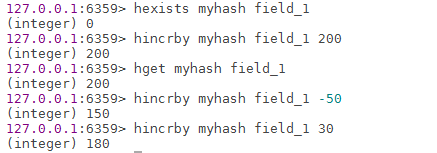 127.0.0.1:6359> hexists myhash field_1
(integer) 0
127.0.0.1:6359> hincrby myhash field_1 200
(integer) 200
127.0.0.1:6359> hget myhash field_1
(integer) 200
127.0.0.1:6359> hincrby myhash field_1 -50
(integer) 150
127.0.0.1:6359> hincrby myhash field_1 30
(integer) 180